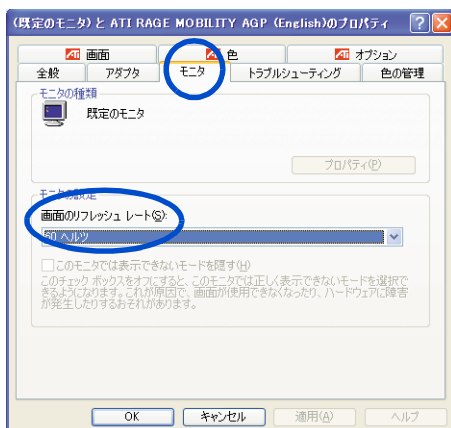 (既定のモニタ) と ATI RAGE MOBILITY AGP (English)のプロパティ
ATI 画面
ATI 色
ATI オプション
全般
アダプタ
モニタ
トラブルシューティング
色の管理
モニタの種類
既定のモニタ
プロパティ(P)
モニタの設定
画面のリフレッシュ レート(S):
60 ヘルツ
このモニタでは表示できないモードを隠す(H)
このチェック ボックスをオフにすると、このモニタでは正しく表示できないモードを選択で
きるようになります。これが原因で、画面が使用できなくなったり、ハードウェアに障害
が発生したりするおそれがあります。
OK
キャンセル
適用(A)
ヘルプ